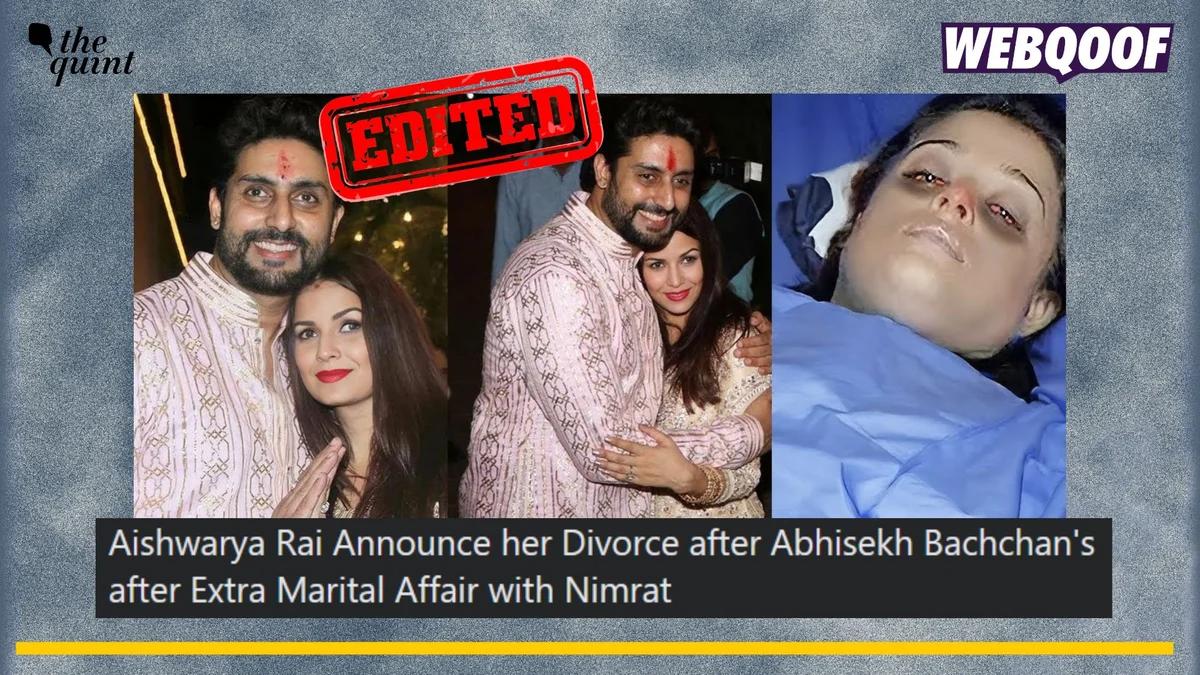 the
quint
WEBQOOF
EDITED
Aishwarya Rai Announce her Divorce after Abhisekh Bachchan's
after Extra Marital Affair with Nimrat